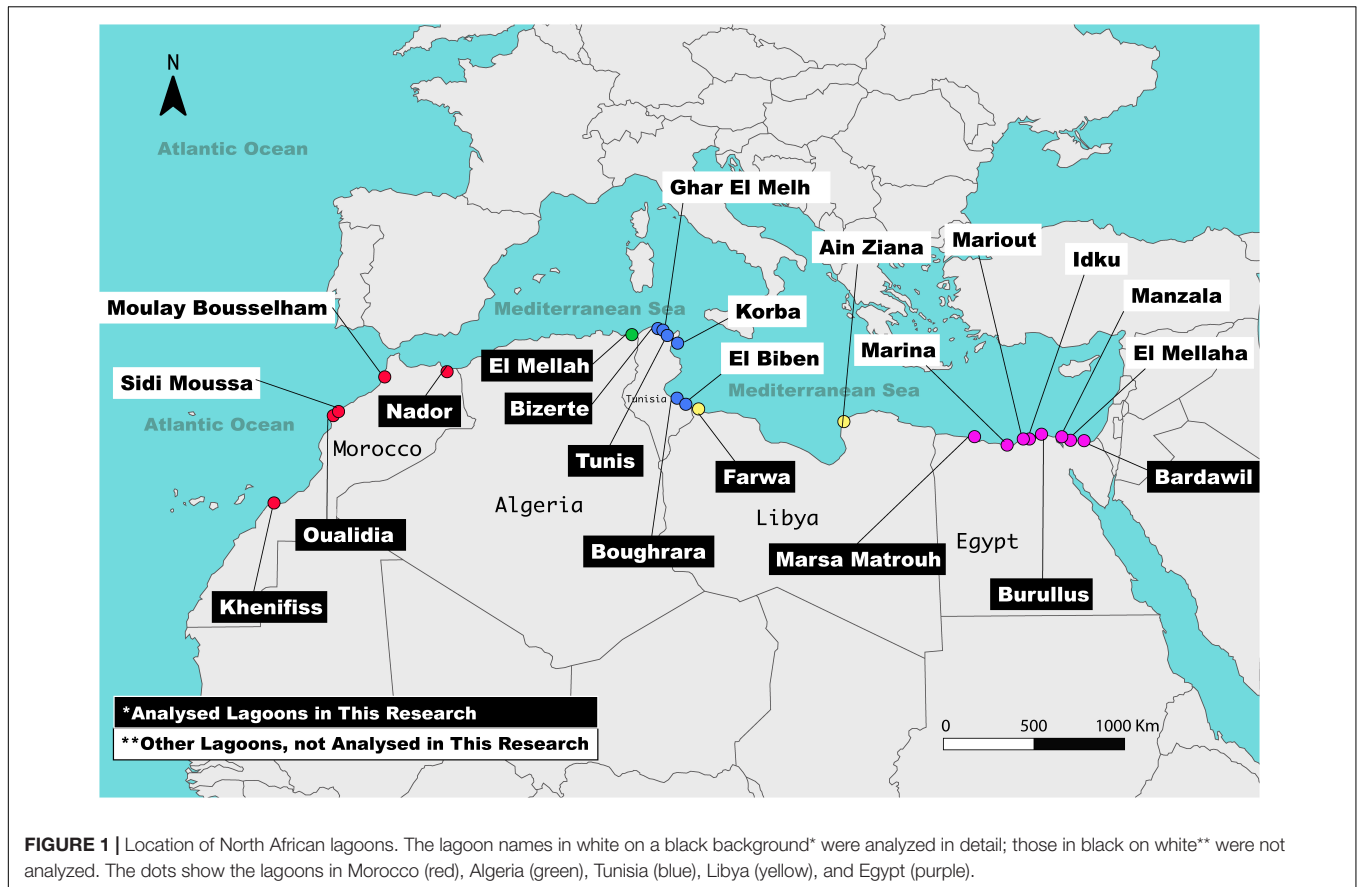 N
Atlantic Ocean
Ghar El Melh
Ain Ziana
Mariout
Idku
Manzala
Moulay Bousselham
Mediterranean Sea
Korba
Marina
El Mellaha
El Mellah
El Biben
Sidi Moussa
Mediterranean Sea
Nador
Bizerte
Tunisia
Atlantic Ocean
Morocco
Tunis
Farwa
Bardawil
Algeria
Libya
Oualidia
Boughrara
Marsa Matrouh
Egypt
Khenifiss
Burullus
*Analysed Lagoons in This Research
**Other Lagoons, not Analysed in This Research
0 500 1000 Km
FIGURE 1 | Location of North African lagoons. The lagoon names in white on a black background* were analyzed in detail; those in black on white** were not
analyzed. The dots show the lagoons in Morocco (red), Algeria (green), Tunisia (blue), Libya (yellow), and Egypt (purple).